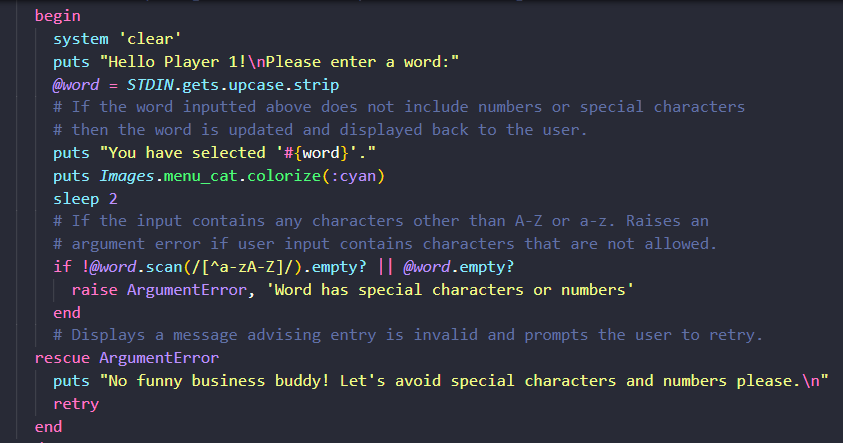 begin
system 'clear'
puts "Hello Player 1!\nPlease enter a word:"
@word = STDIN.gets.upcase.strip
# If the word inputted above does not include numbers or special characters
# then the word is updated and displayed back to the user.
puts "You have selected '#{word}'."
puts Images.menu_cat.colorize(:cyan)
sleep 2
# If the input contains any characters other than A-Z or a-z. Raises an
# argument error if user input contains characters that are not allowed.
if !@word.scan(/[^a-zA-Z]/).empty? || @word.empty?
raise ArgumentError, 'Word has special characters or numbers'
end
# Displays a message advising entry is invalid and prompts the user to retry.
rescue ArgumentError
puts "No funny business buddy! Let's avoid special characters and numbers please.\n"
retry
end